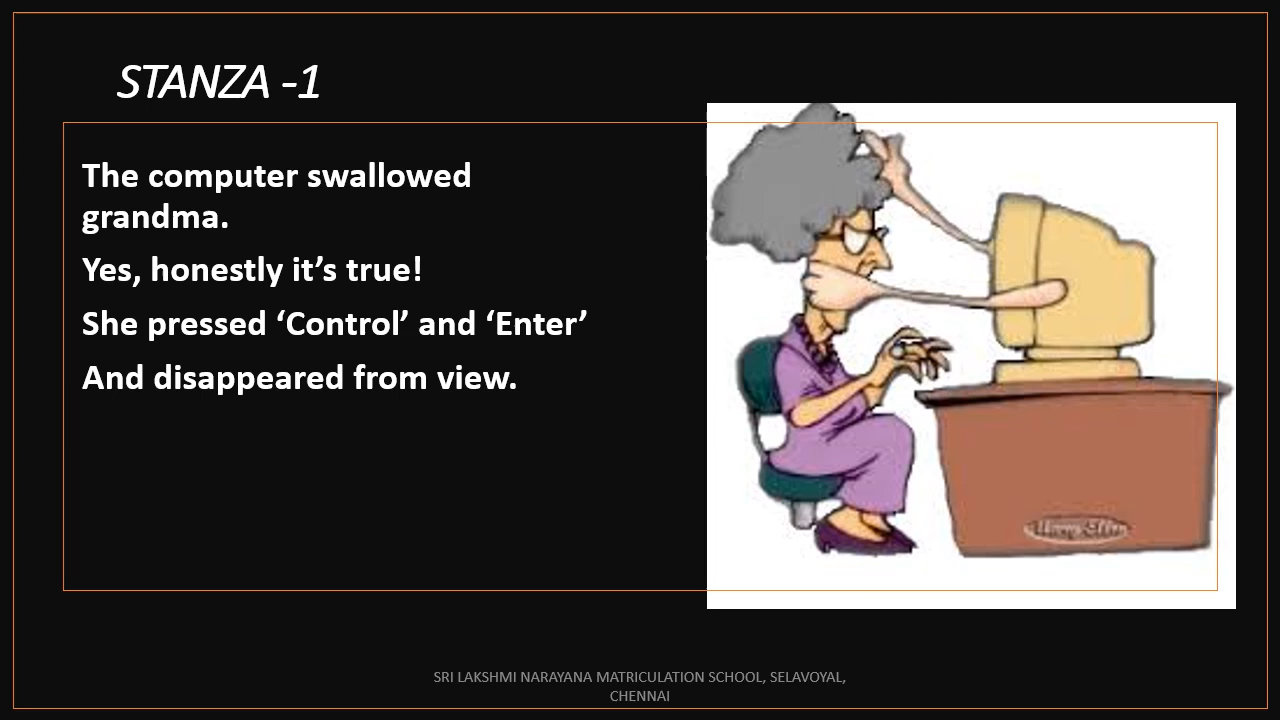 STANZA -1
The computer swallowed
grandma.
Yes, honestly it’s true!
She pressed ‘Control’ and ‘Enter’
And disappeared from view.
SRI LAKSHMI NARAYANA MATRICULATION SCHOOL, SELAVOYAL,
CHENNAI